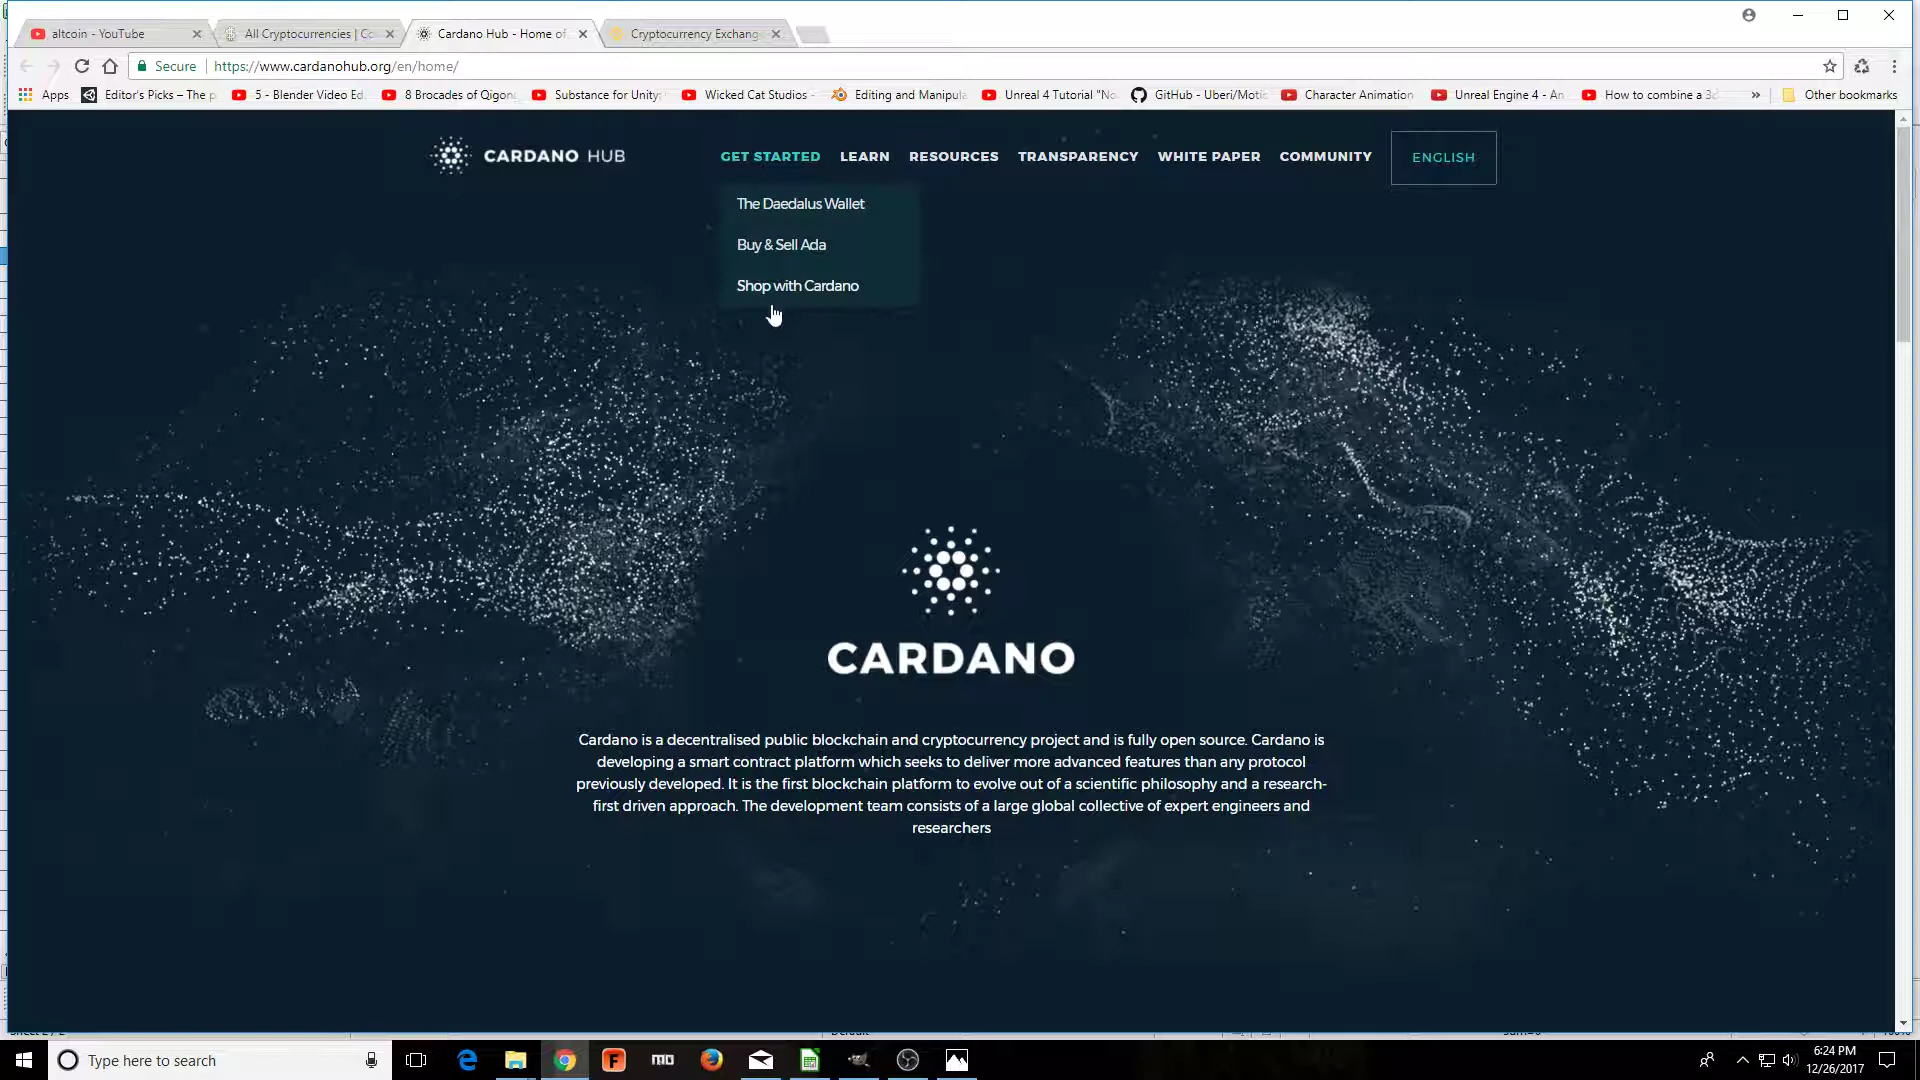 altcoin - YouTube
All Cryptocurrencies | Co
Cardano Hub - Home of
Cryptocurrency Exchang
Secure
https://www.cardanohub.org/en/home/
Apps
Editor's Picks – The p
5 - Blender Video Ed
8 Brocades of Qigon
Substance for Unity:
Wicked Cat Studios -
Editing and Manipula
Unreal 4 Tutorial "No
GitHub - Uberi/Moti
Character Animation
Unreal Engine 4 - An
How to combine a 3d
»
Other bookmarks
CARDANO HUB
GET STARTED
LEARN
RESOURCES
TRANSPARENCY
WHITE PAPER
COMMUNITY
ENGLISH
The Daedalus Wallet
Buy & Sell Ada
Shop with Cardano
CARDANO
Cardano is a decentralised public blockchain and cryptocurrency project and is fully open source. Cardano is
developing a smart contract platform which seeks to deliver more advanced features than any protocol
previously developed. It is the first blockchain platform to evolve out of a scientific philosophy and a research-
first driven approach. The development team consists of a large global collective of expert engineers and
researchers
Type here to search
6:24 PM
12/26/2017